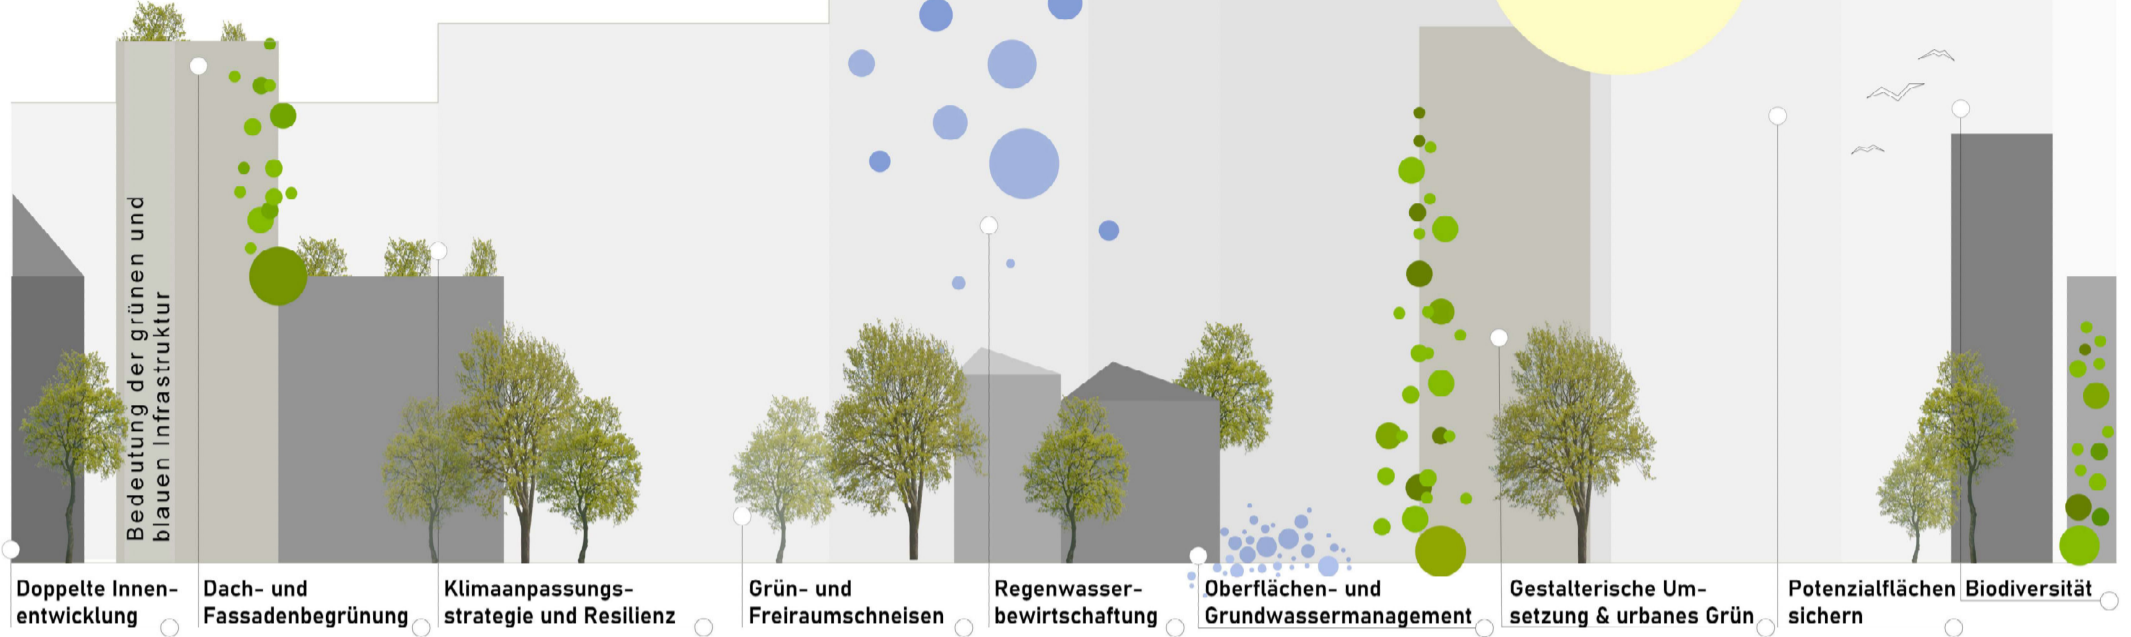 Bedeutung der grünen und
blauen Infrastruktur
Doppelte Innen-
entwicklung
Dach- und
Fassadenbegrünung
Klimaanpassungs-
strategie und Resilienz
Grün- und
Freiraumschneisen
Regenwasser-
bewirtschaftung
Oberflächen- und
Grundwassermanagement
Gestalterische Um-
setzung & urbanes Grün
Potenzialflächen
sichern
Biodiversität